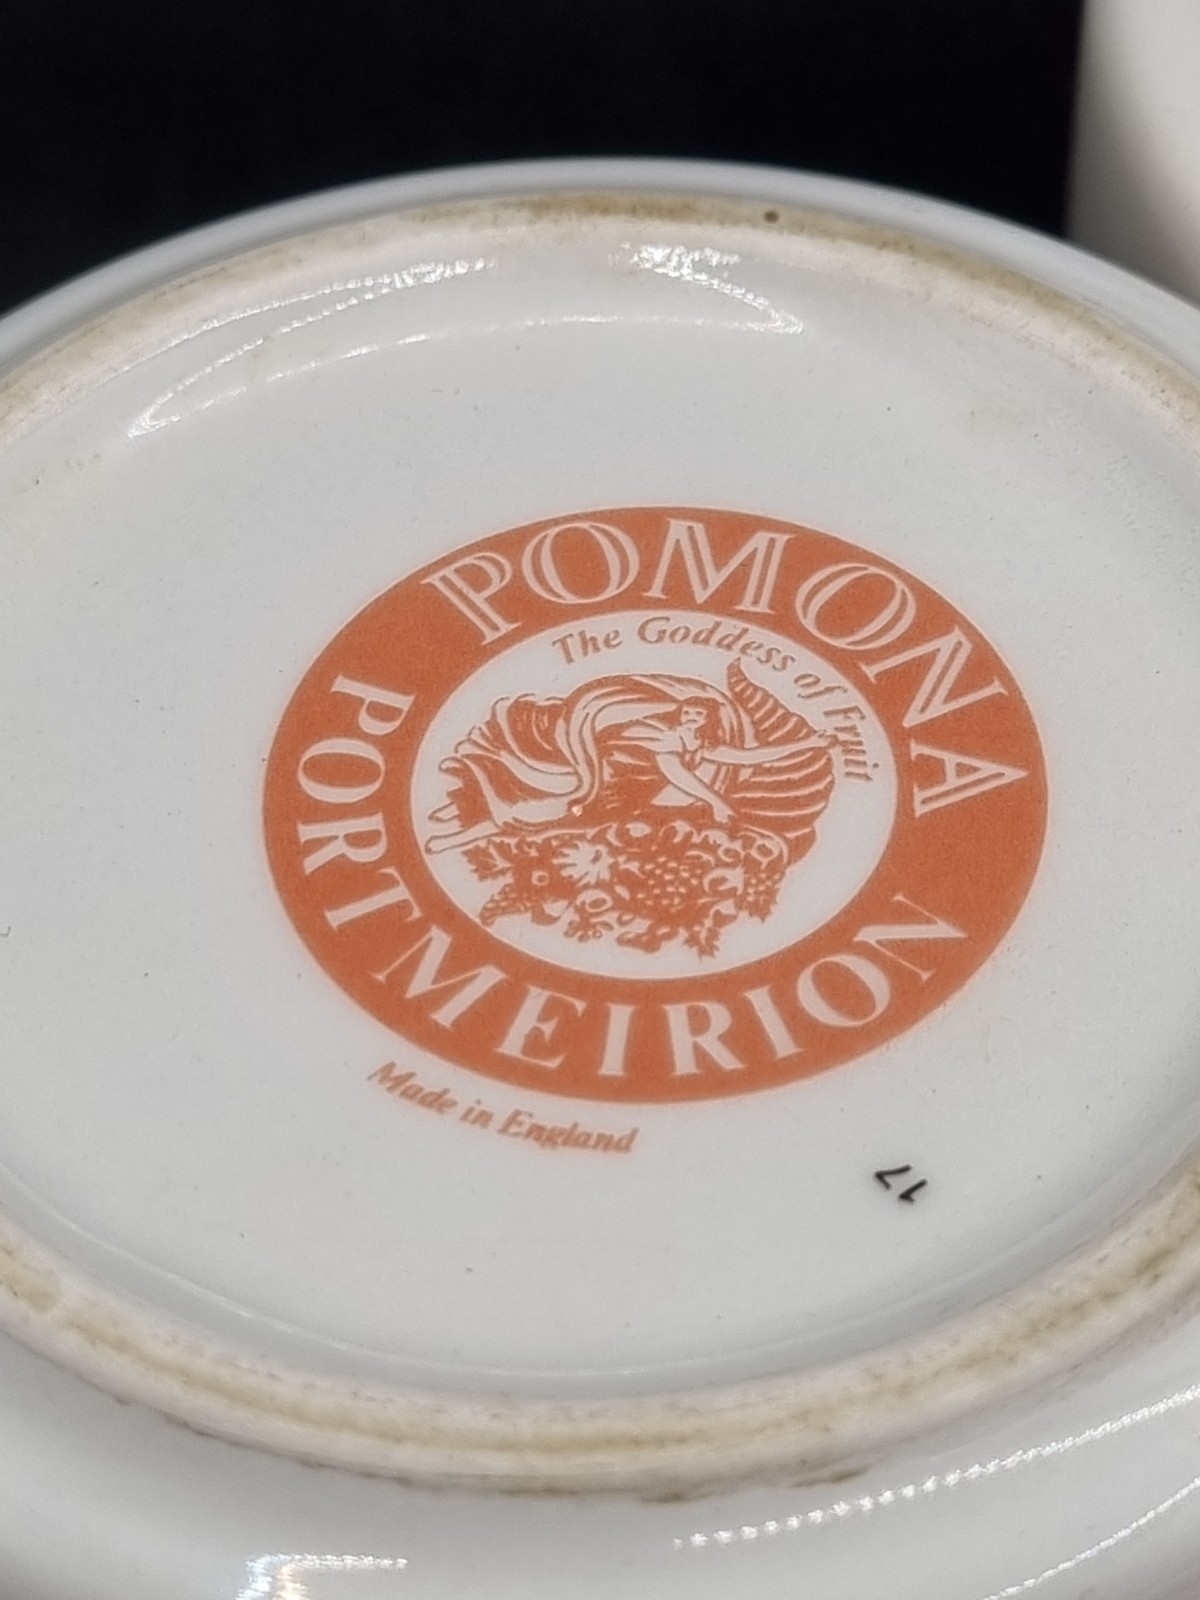 POMONA
The Goddess of Fruit
PORTMEIRION
Made in England
17